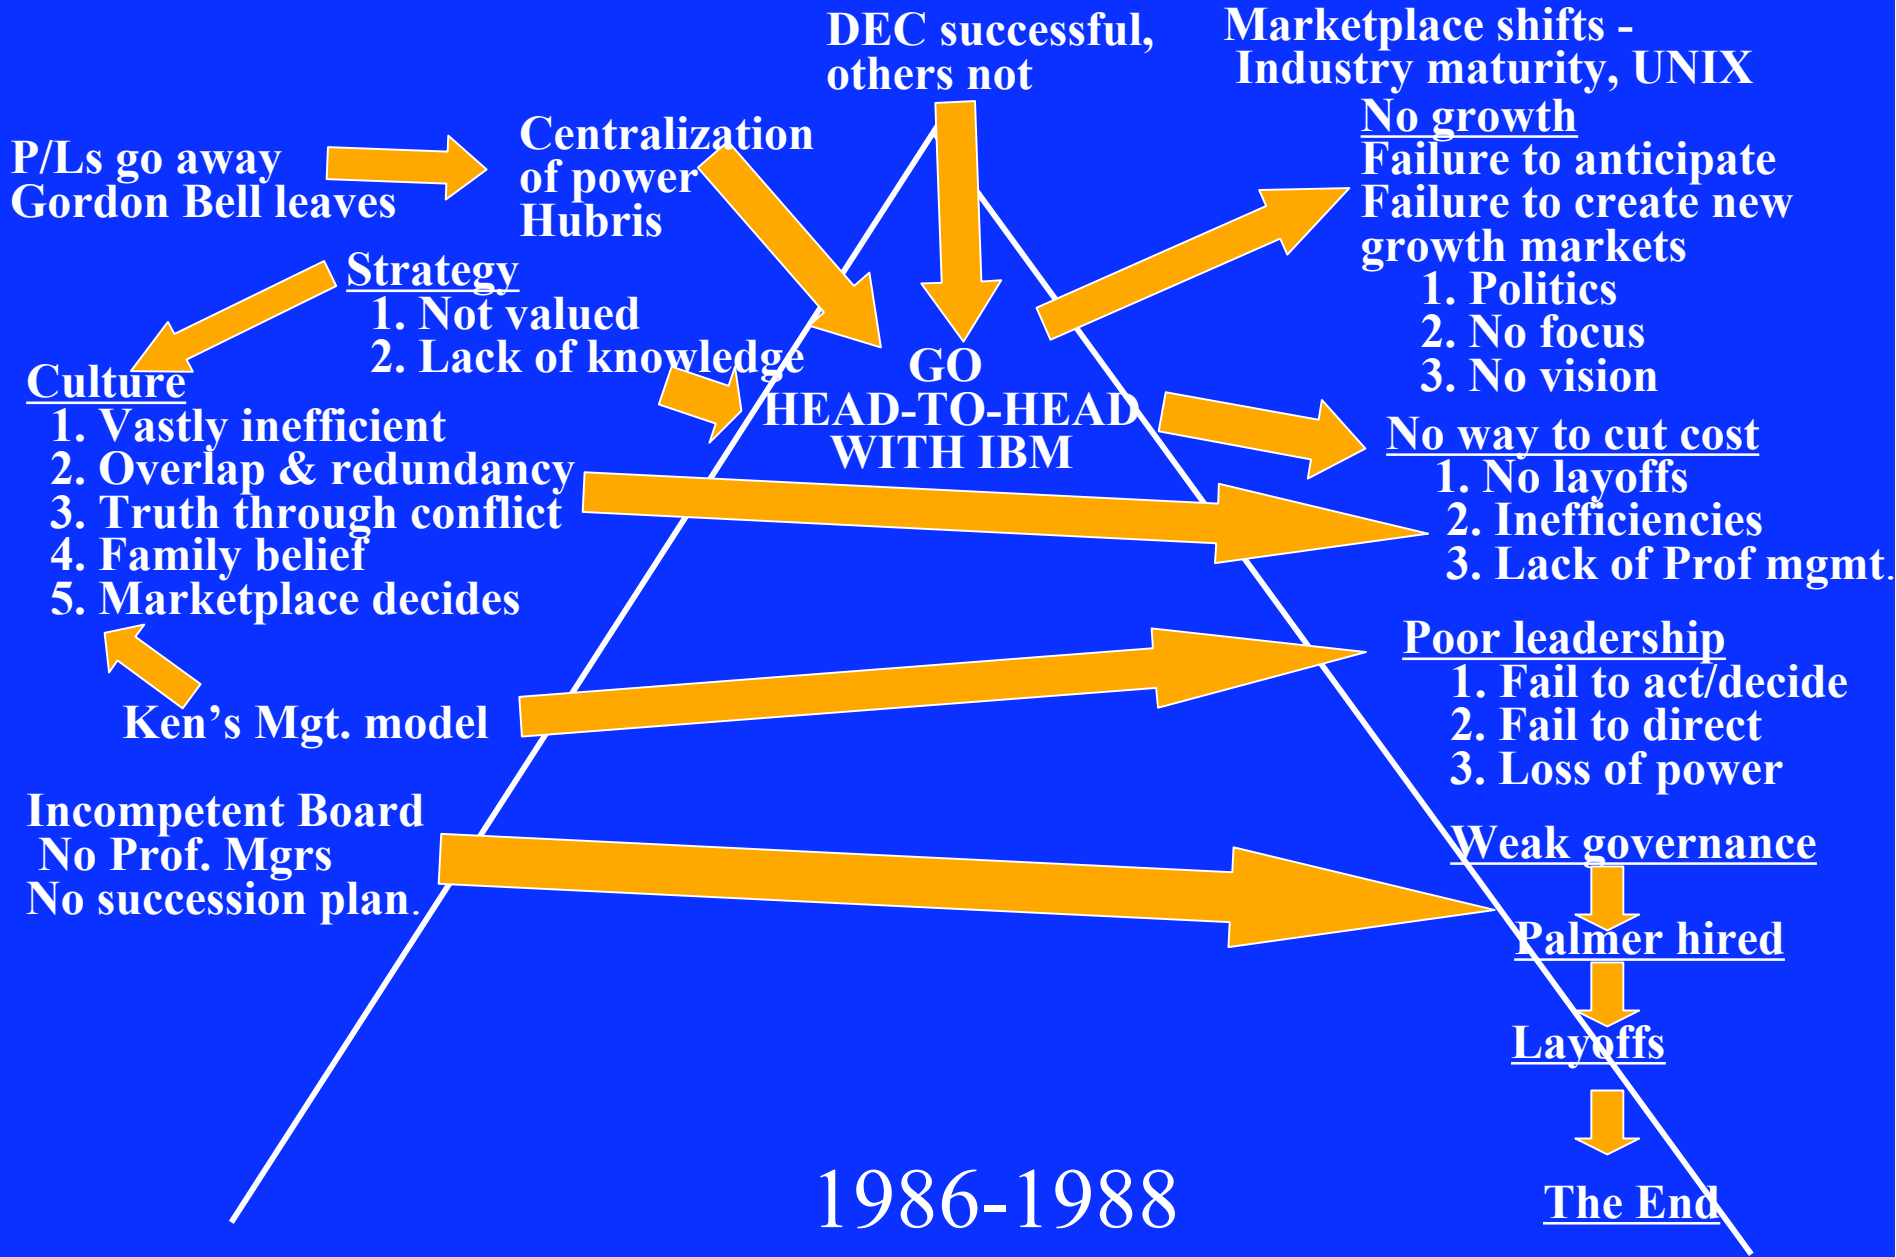 DEC successful,
others not
Marketplace shifts -
Industry maturity, UNIX
No growth
Failure to anticipate
Failure to create new
growth markets
1. Politics
2. No focus
3. No vision
P/Ls go away
Gordon Bell leaves
Centralization
of power
Hubris
Strategy
1. Not valued
2. Lack of knowledge
GO
HEAD-TO-HEAD
WITH IBM
Culture
1. Vastly inefficient
2. Overlap & redundancy
3. Truth through conflict
4. Family belief
5. Marketplace decides
No way to cut cost
1. No layoffs
2. Inefficiencies
3. Lack of Prof mgmt.
Ken’s Mgt. model
Poor leadership
1. Fail to act/decide
2. Fail to direct
3. Loss of power
Incompetent Board
No Prof. Mgrs
No succession plan.
Weak governance
Palmer hired
Layoffs
The End
1986-1988